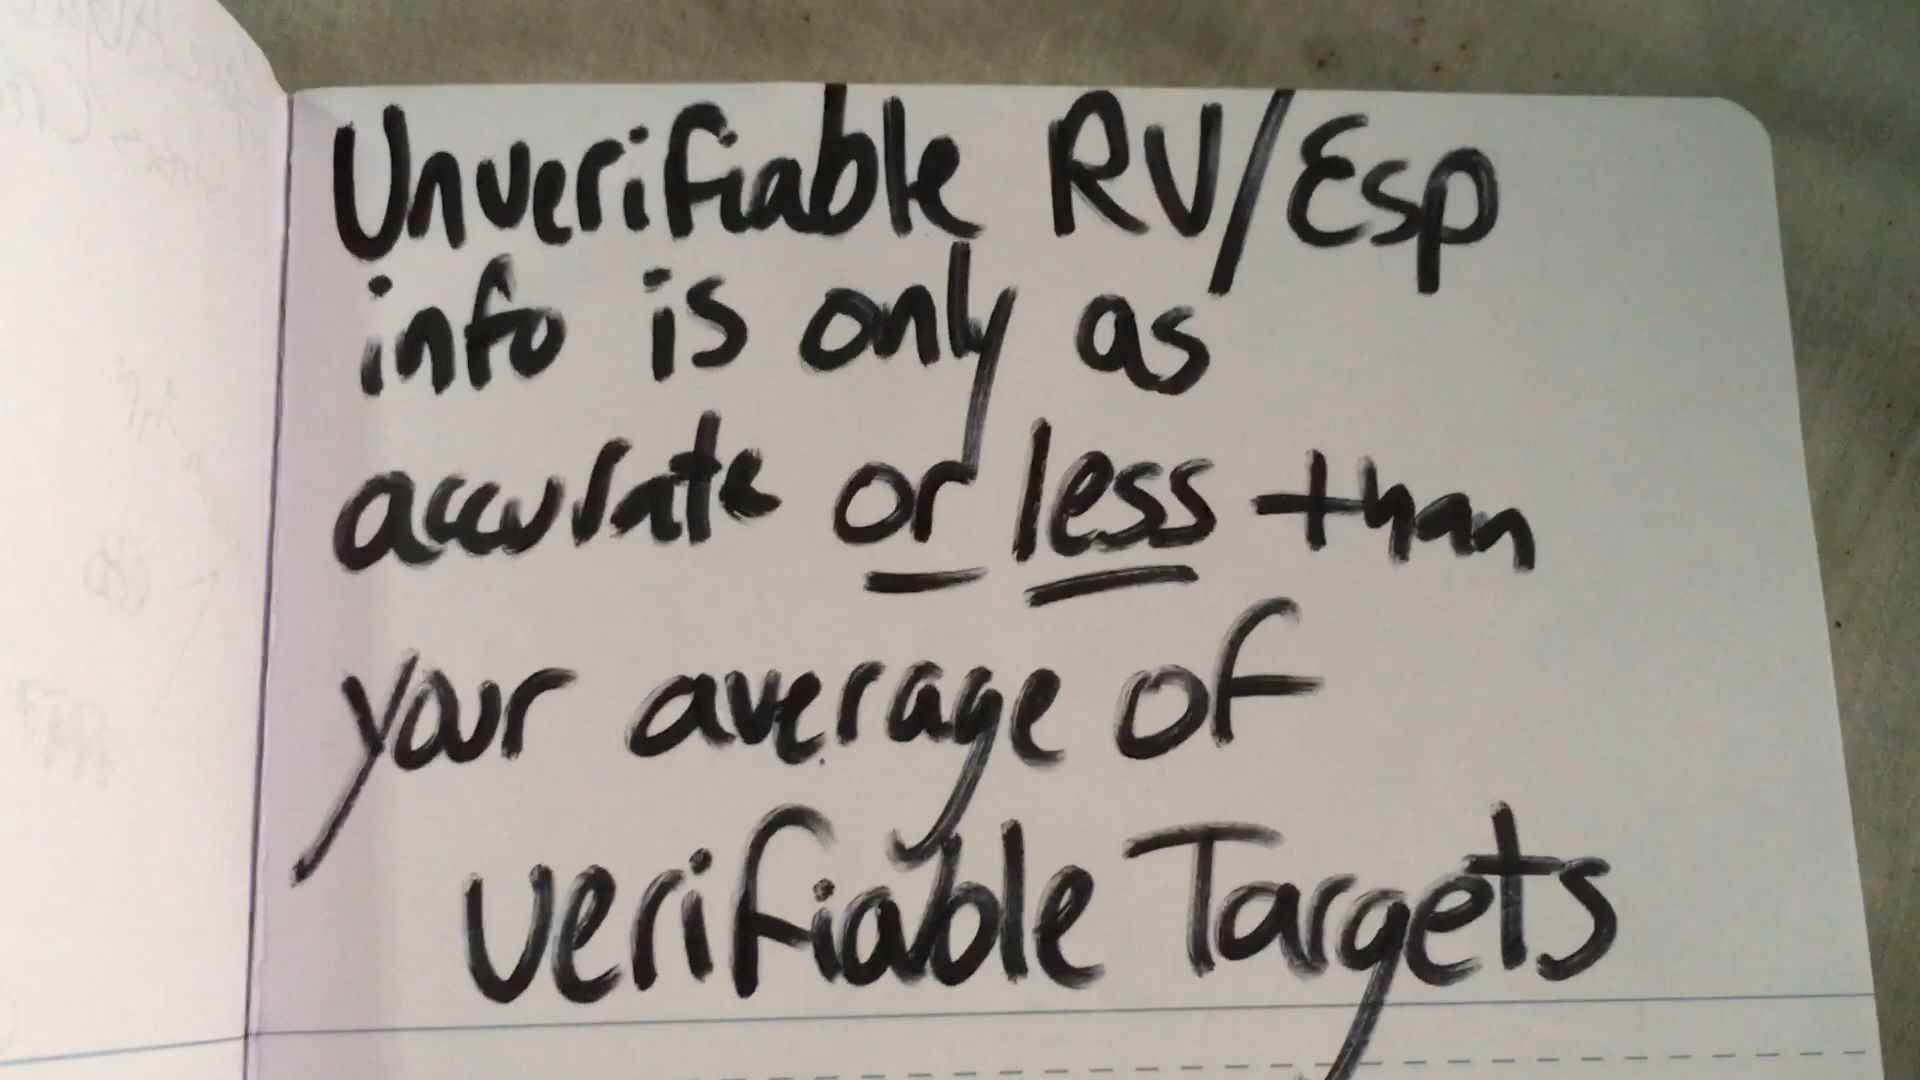 Unverifiable RV/Esp
info is only as
accurate or less than
your average of
verifiable Targets